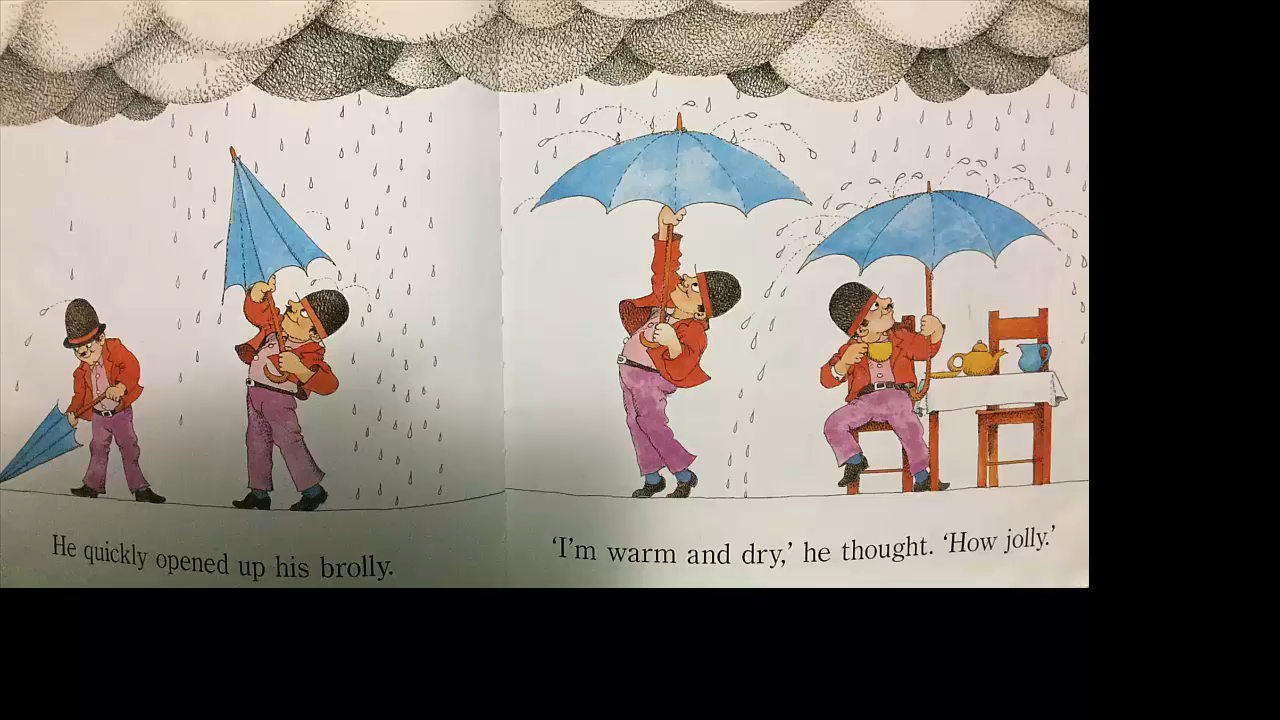 He quickly opened up his brolly.
‘I’m warm and dry,’ he thought. ‘How jolly.’